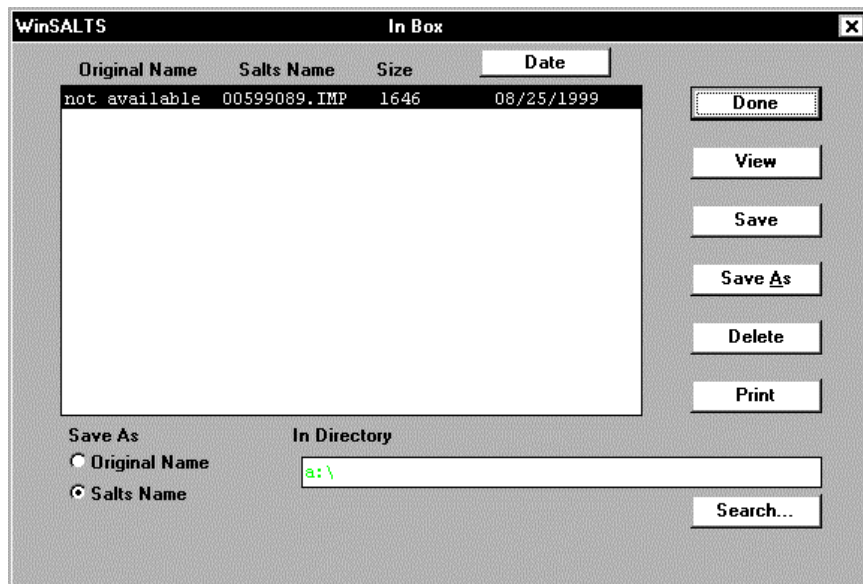 WinSALTS In Box
Original Name Salts Name Size Date
not available 00599089.IMP 1646 08/25/1999
Done
View
Save
Save As
Delete
Print
Save As In Directory
Original Name
a:\
Salts Name
Search...